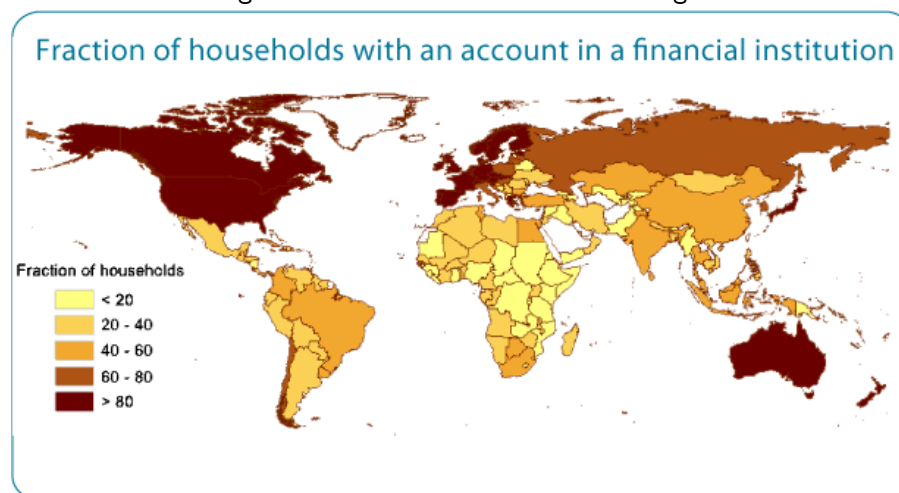 Fraction of households with an account in a financial institution
Fraction of households
< 20
20 - 40
40 - 60
60 - 80
> 80